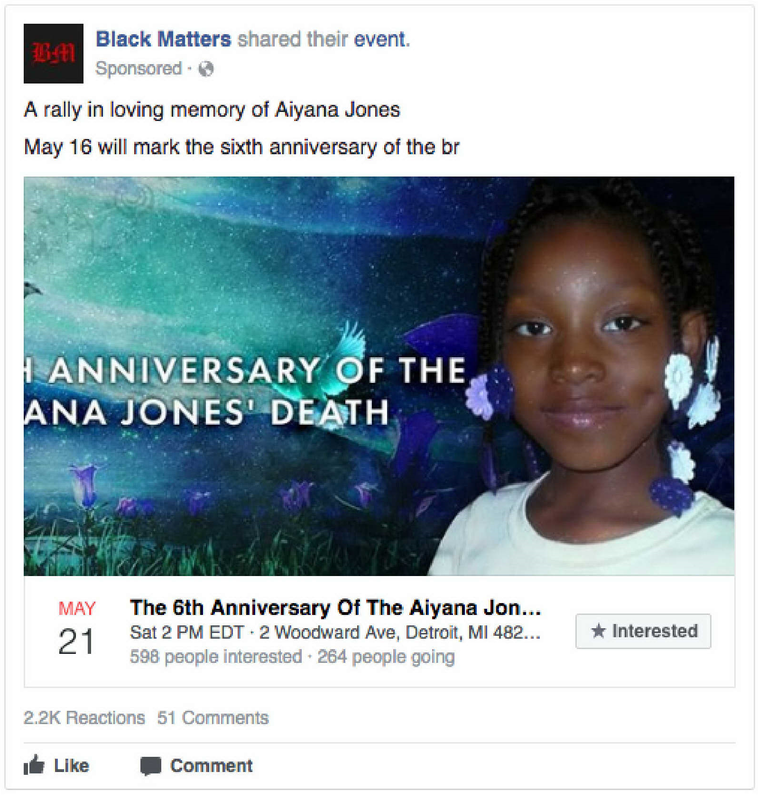 BM
Black Matters shared their event.
Sponsored ·
A rally in loving memory of Aiyana Jones
May 16 will mark the sixth anniversary of the br
H ANNIVERSARY OF THE
ANA JONES' DEATH
MAY
21
The 6th Anniversary Of The Aiyana Jon...
Sat 2 PM EDT · 2 Woodward Ave, Detroit, MI 482...
598 people interested · 264 people going
★ Interested
2.2K Reactions 51 Comments
Like Comment